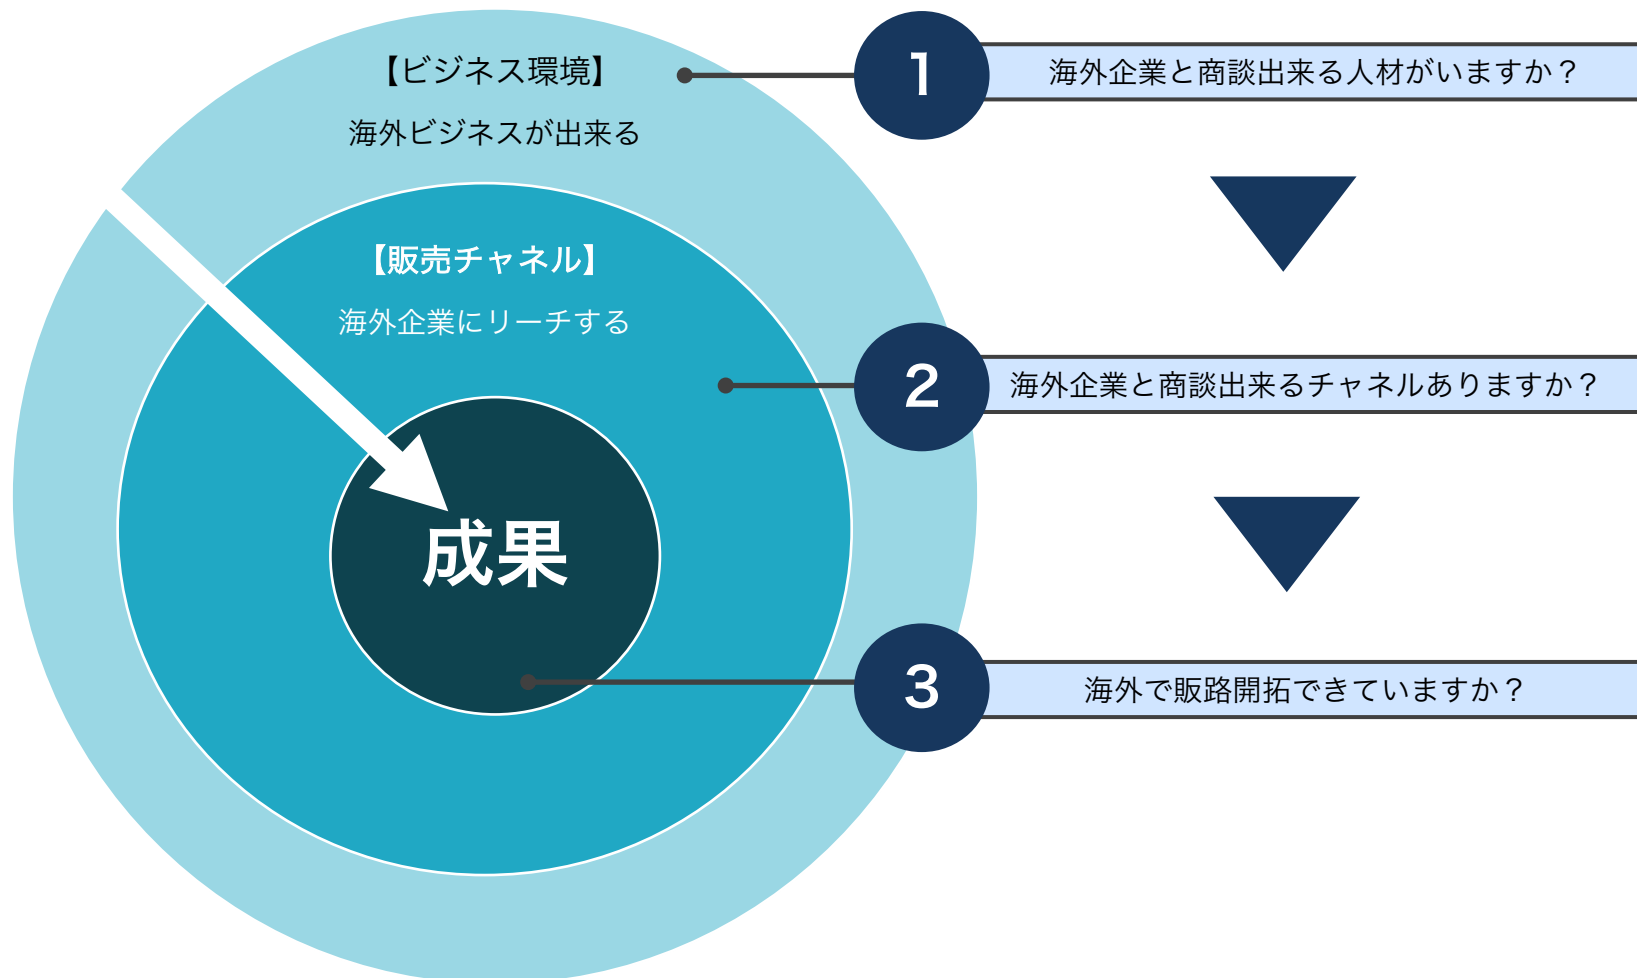 【ビジネス環境】
海外ビジネスが出来る
【販売チャネル】
海外企業にリーチする
成果
1
海外企業と商談出来る人材がいますか？
2
海外企業と商談出来るチャネルありますか？
3
海外で販路開拓できていますか？